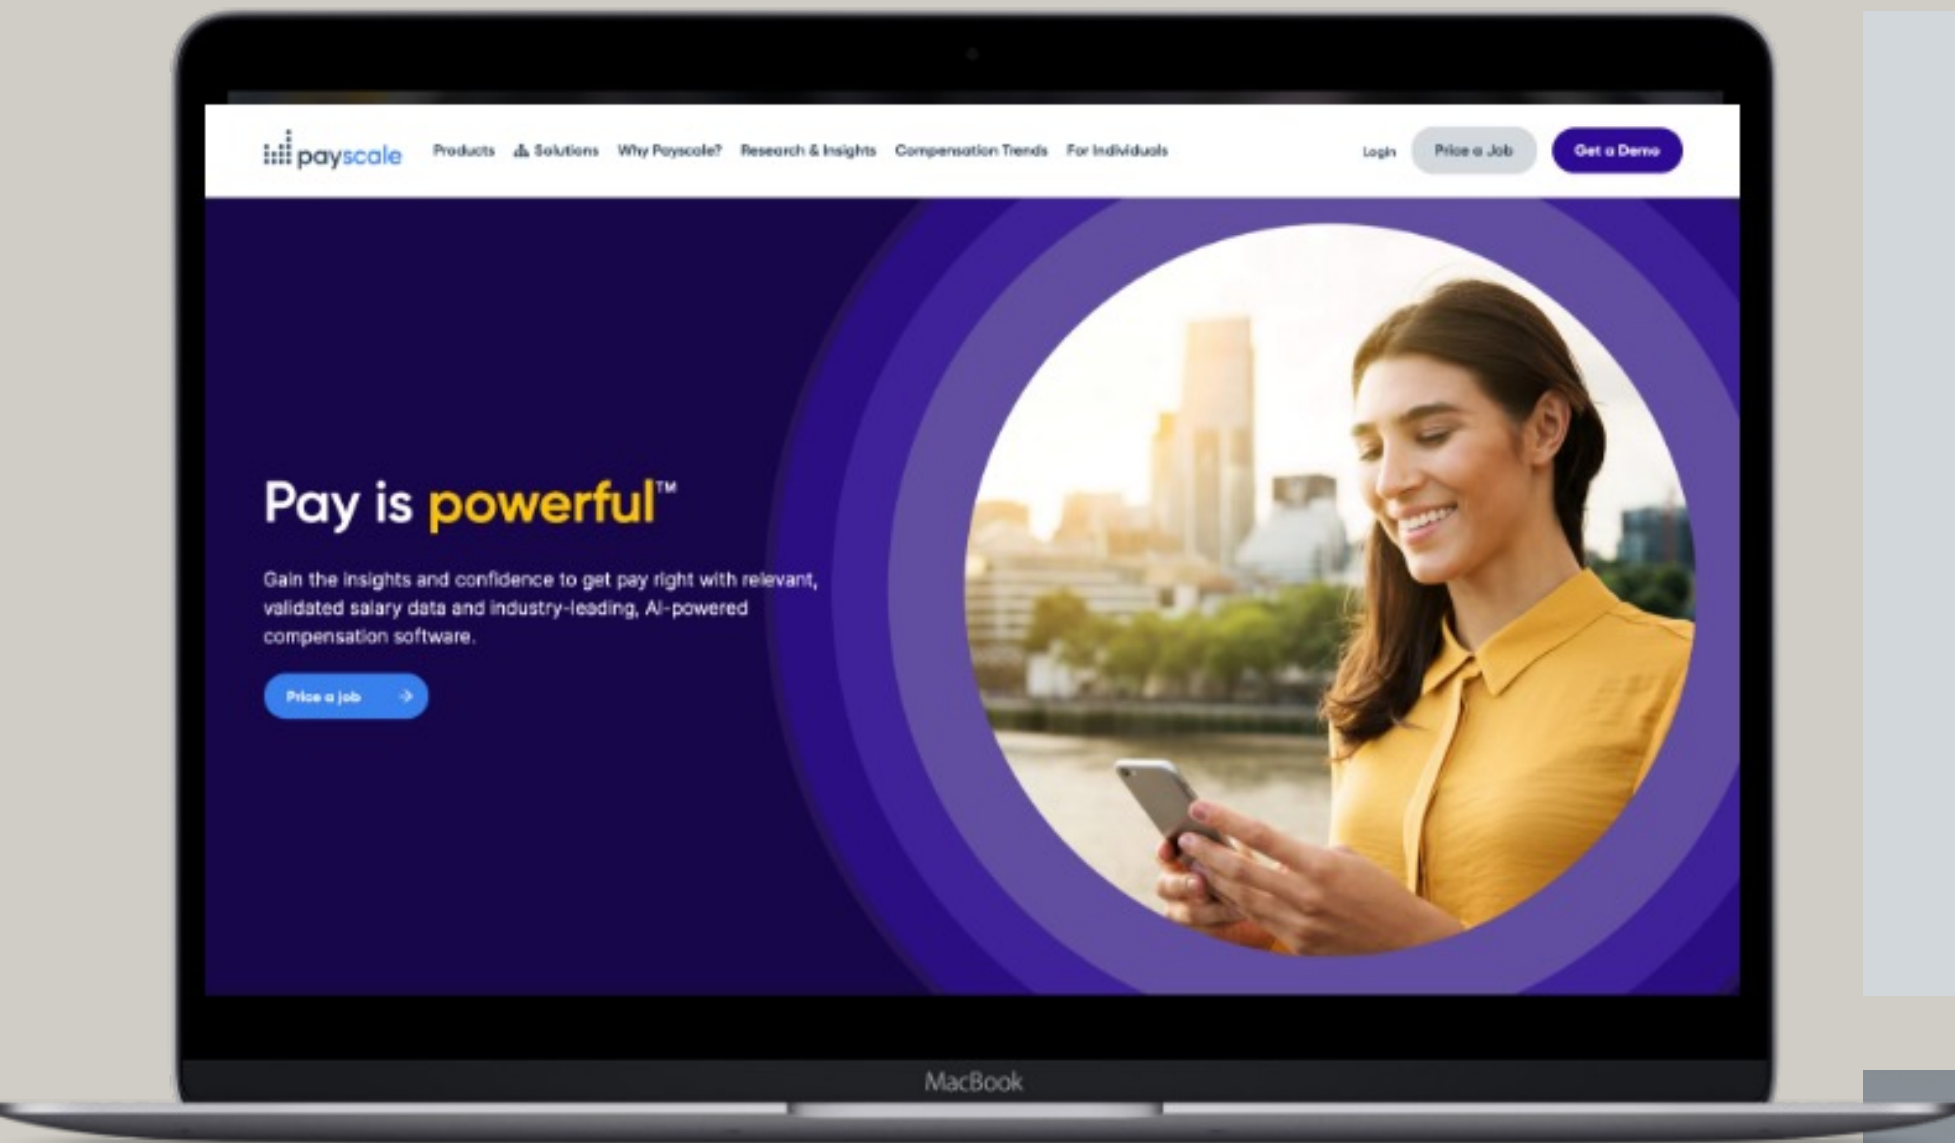 payscale
Products Solutions Why Payscale? Research & Insights Compensation Trends For Individuals Login Price a Job Get a Demo
Pay is powerful™
Gain the insights and confidence to get pay right with relevant,
validated salary data and industry-leading, AI-powered
compensation software.
Price a job
MacBook